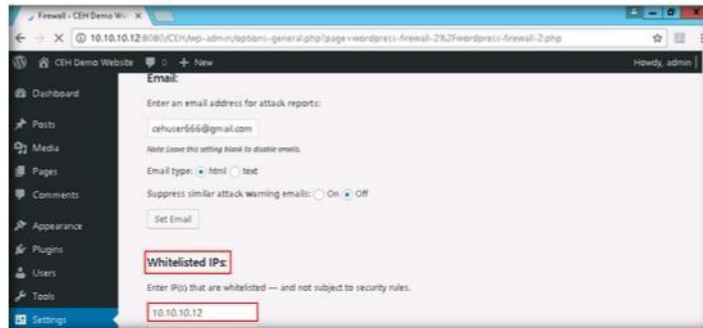 Firewall - CEH Demo We
10.10.10.12:8080/CEH/wp-admin/options-general.php?page=wordpress-firewall-2%2Fwordpress-firewall-2.php
CEH Demo Website 0 + New Howdy, admin
Dashboard
Posts
Media
Pages
Comments
Appearance
Plugins
Users
Tools
Settings
Email:
Enter an email address for attack reports:
cehuser666@gmail.com
Note: Leave this setting blank to disable emails.
Email type: html text
Suppress similar attack warning emails: On Off
Set Email
Whitelisted IPs:
Enter IP(s) that are whitelisted — and not subject to security rules.
10.10.10.12